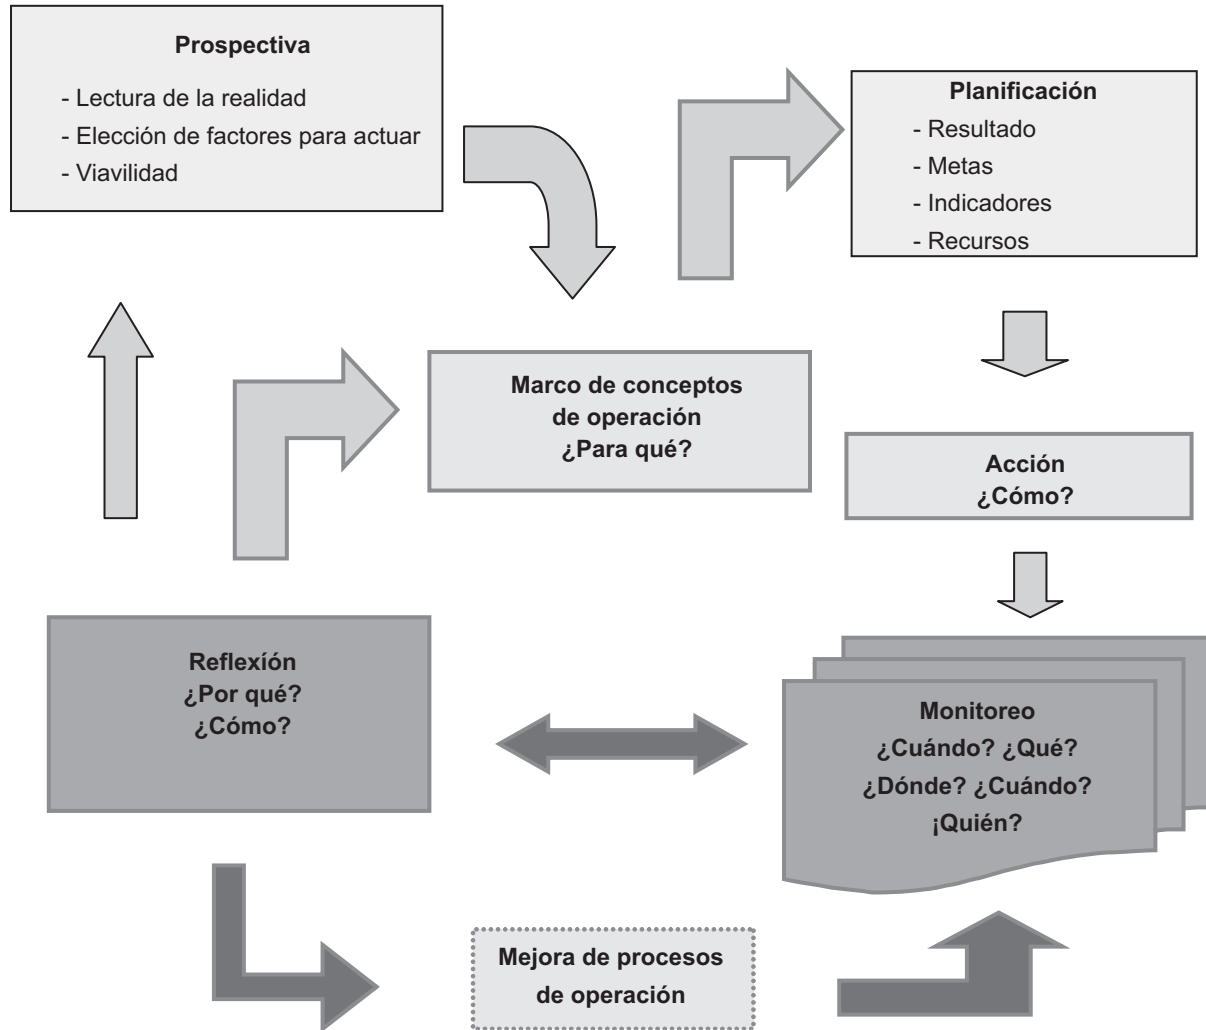 Prospectiva
- Lectura de la realidad
- Elección de factores para actuar
- Viavilidad
Planificación
- Resultado
- Metas
- Indicadores
- Recursos
Marco de conceptos
de operación
¿Para qué?
Acción
¿Cómo?
Reflexíón
¿Por qué?
¿Cómo?
Monitoreo
¿Cuándo? ¿Qué?
¿Dónde? ¿Cuándo?
¡Quién?
Mejora de procesos
de operación